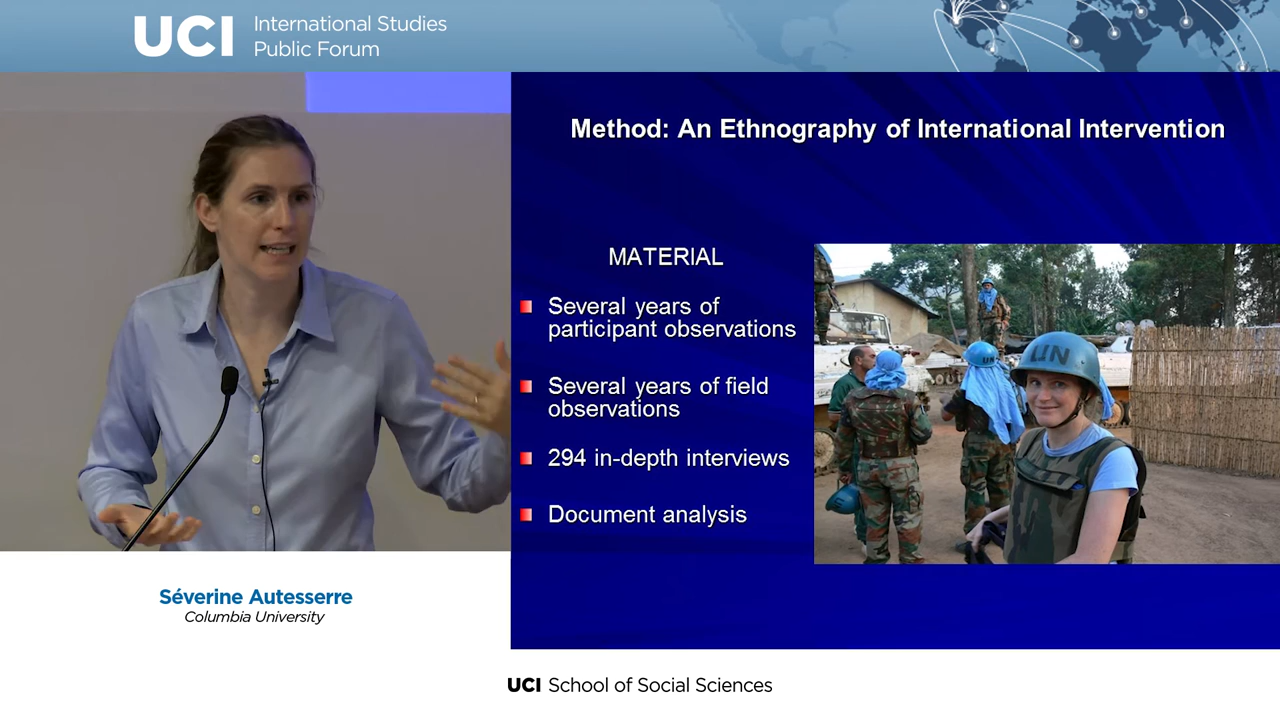 UCI International Studies
Public Forum
Method: An Ethnography of International Intervention
MATERIAL
Several years of
participant observations
Several years of field
observations
294 in-depth interviews
Document analysis
UN
UN
Séverine Autesserre
Columbia University
UCI School of Social Sciences